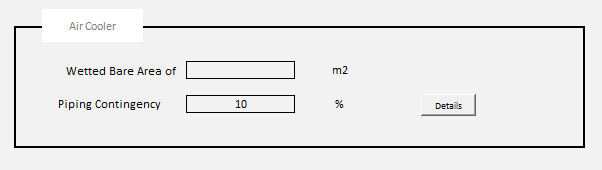 Air Cooler
Wetted Bare Area of m2
Piping Contingency 10 % Details